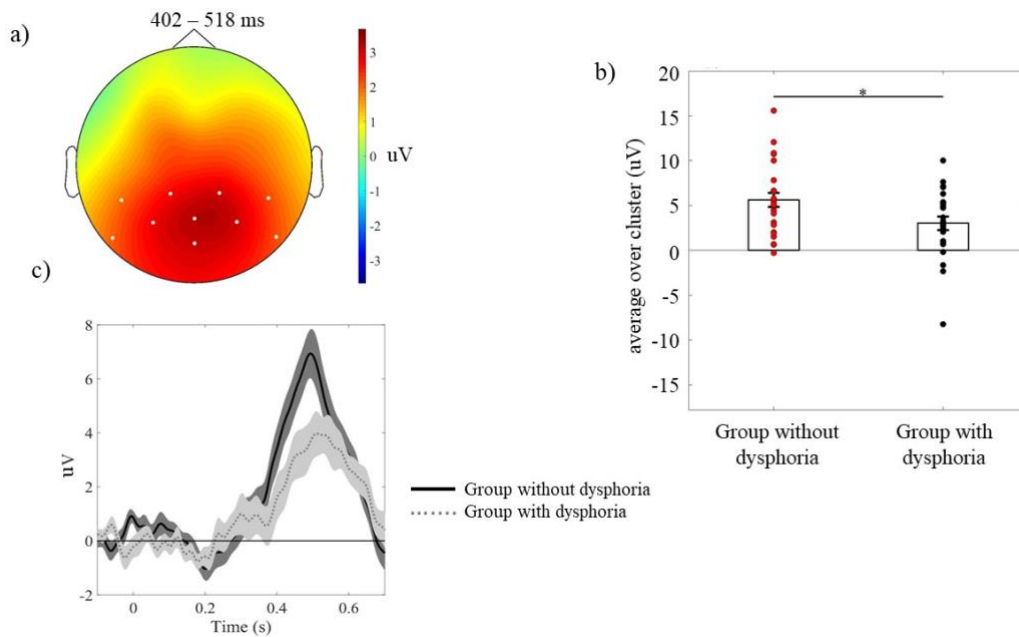 a)
402 – 518 ms
3
2
1
0
-1
-2
-3
uV
b)
20
15
10
5
0
-5
-10
-15
average over cluster (uV)
*
Group without
dysphoria
Group with
dysphoria
c)
8
6
4
2
0
-2
uV
0
0.2
0.4
0.6
Time (s)
Group without dysphoria
Group with dysphoria